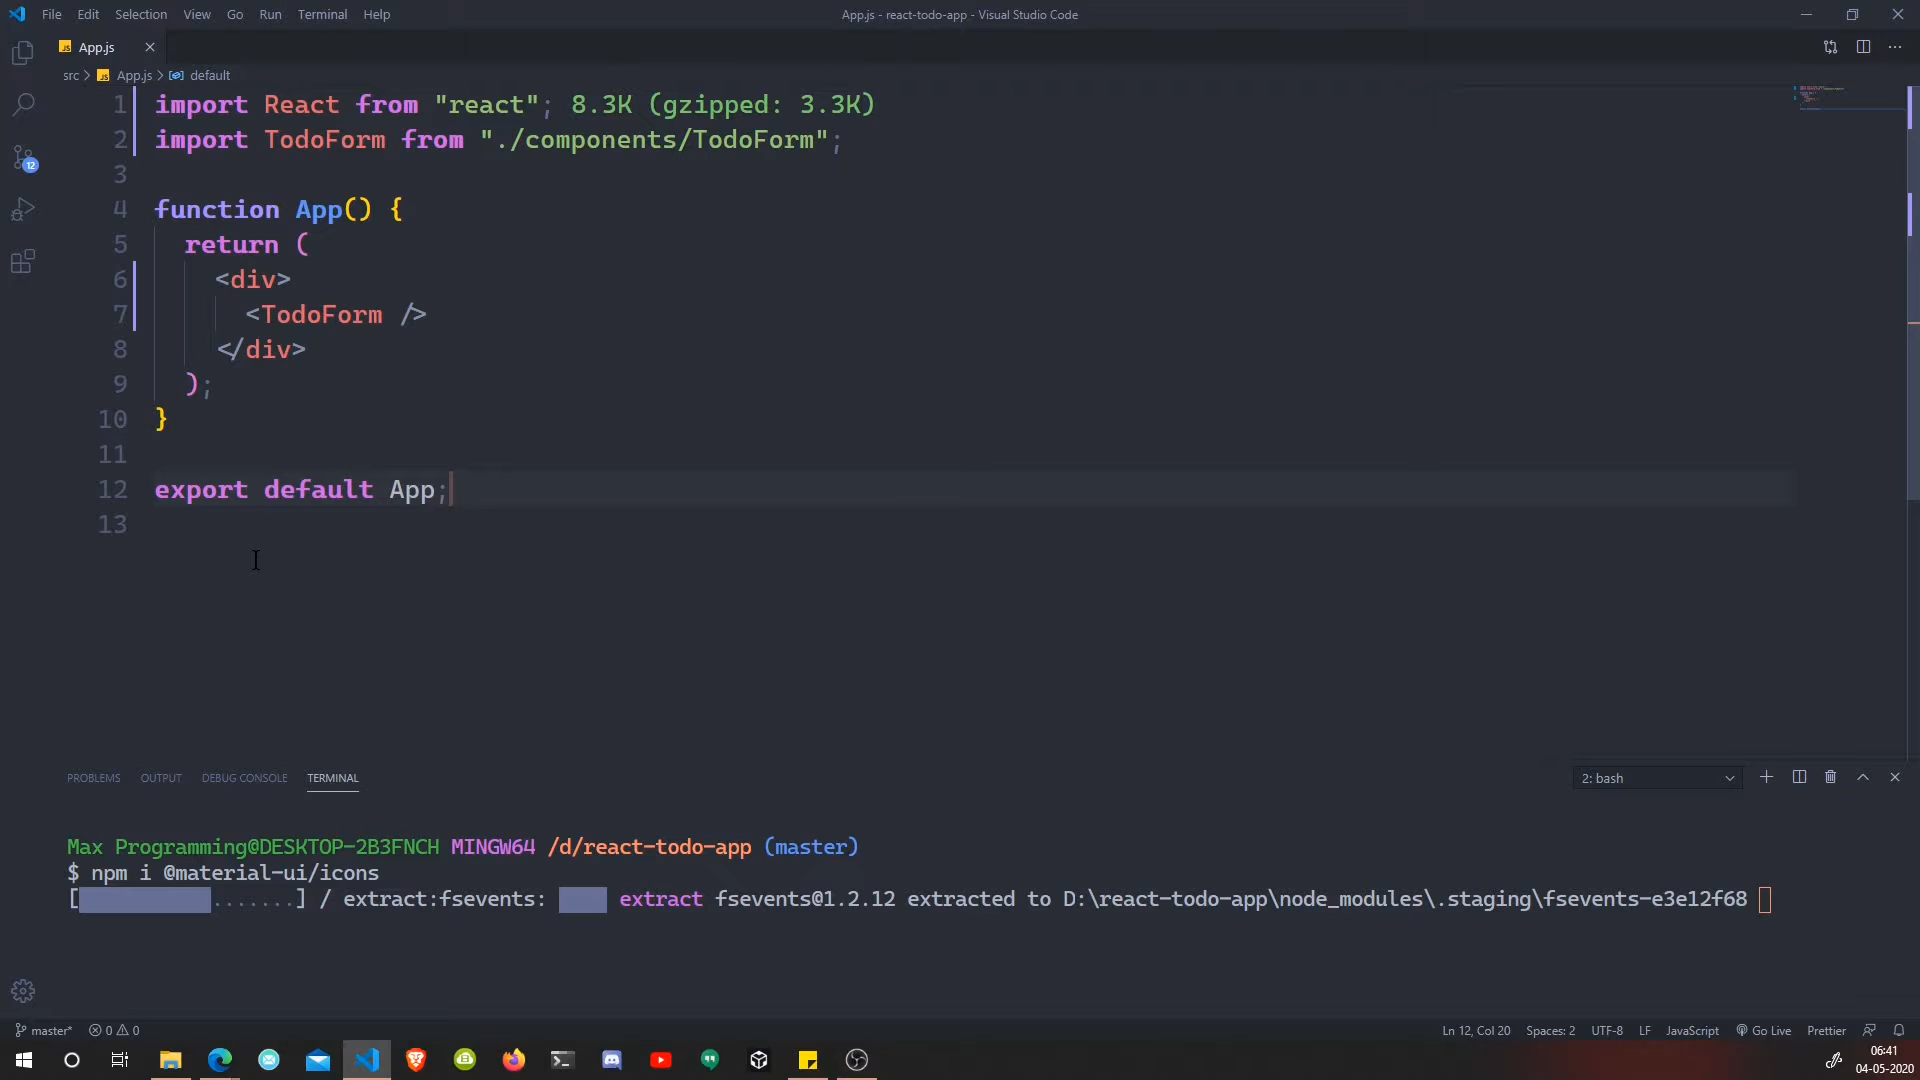 File Edit Selection View Go Run Terminal Help
App.js - react-todo-app - Visual Studio Code
JS App.js
src > JS App.js > default
1 import React from "react"; 8.3K (gzipped: 3.3K)
2 import TodoForm from "./components/TodoForm";
3
4 function App() {
5 return (
6 <div>
7 <TodoForm />
8 </div>
9 );
10 }
11
12 export default App;
13
12
PROBLEMS OUTPUT DEBUG CONSOLE TERMINAL
2: bash
Max Programming@DESKTOP-2B3FNCH MINGW64 /d/react-todo-app (master)
$ npm i @material-ui/icons
[ .......] / extract:fsevents: extract fsevents@1.2.12 extracted to D:\react-todo-app\node_modules\.staging\fsevents-e3e12f68
master* 0 0
Ln 12, Col 20 Spaces: 2 UTF-8 LF JavaScript Go Live Prettier
06:41
04-05-2020